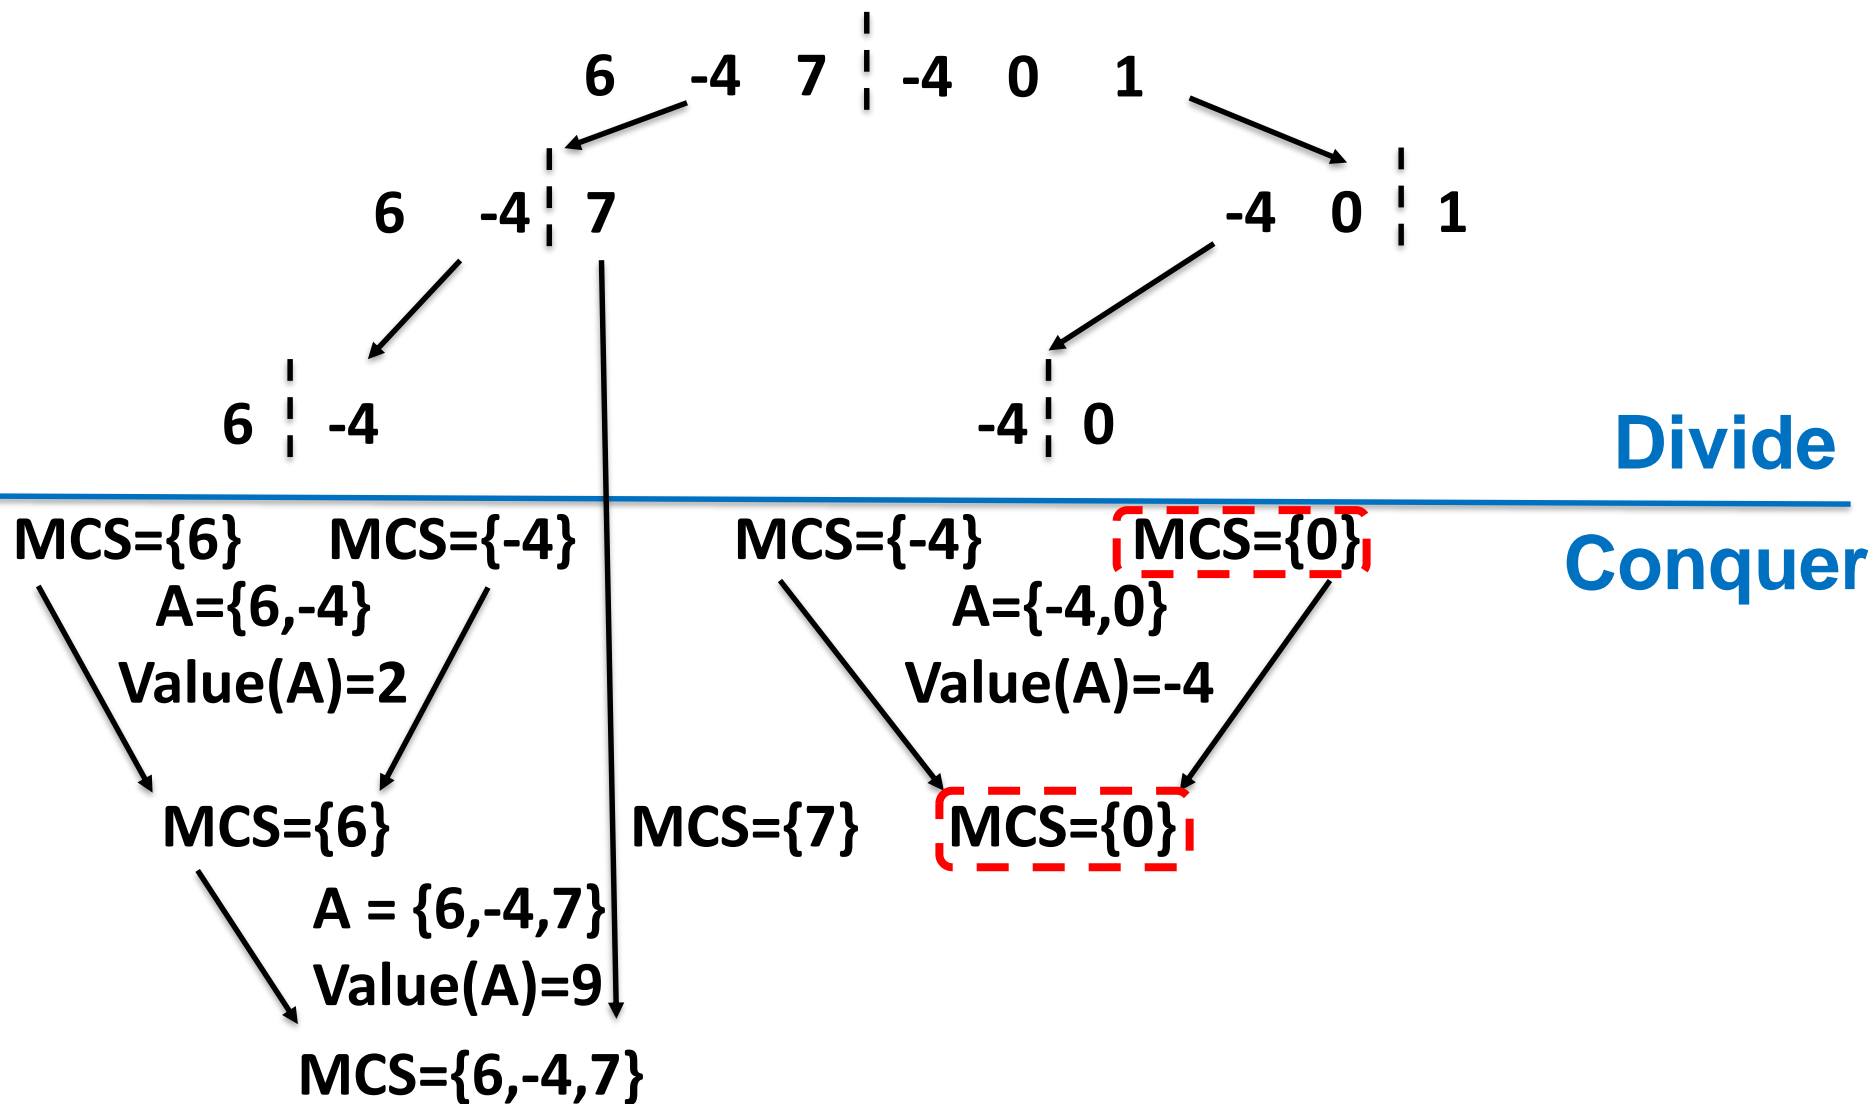 6 -4 7 -4 0 1
6 -4 7 -4 0 1
6 -4 -4 0
Divide
MCS={6} MCS={-4} MCS={-4} MCS={0}
Conquer
A={6,-4} A={-4,0}
Value(A)=2 Value(A)=-4
MCS={6} MCS={7} MCS={0}
A = {6,-4,7}
Value(A)=9
MCS={6,-4,7}